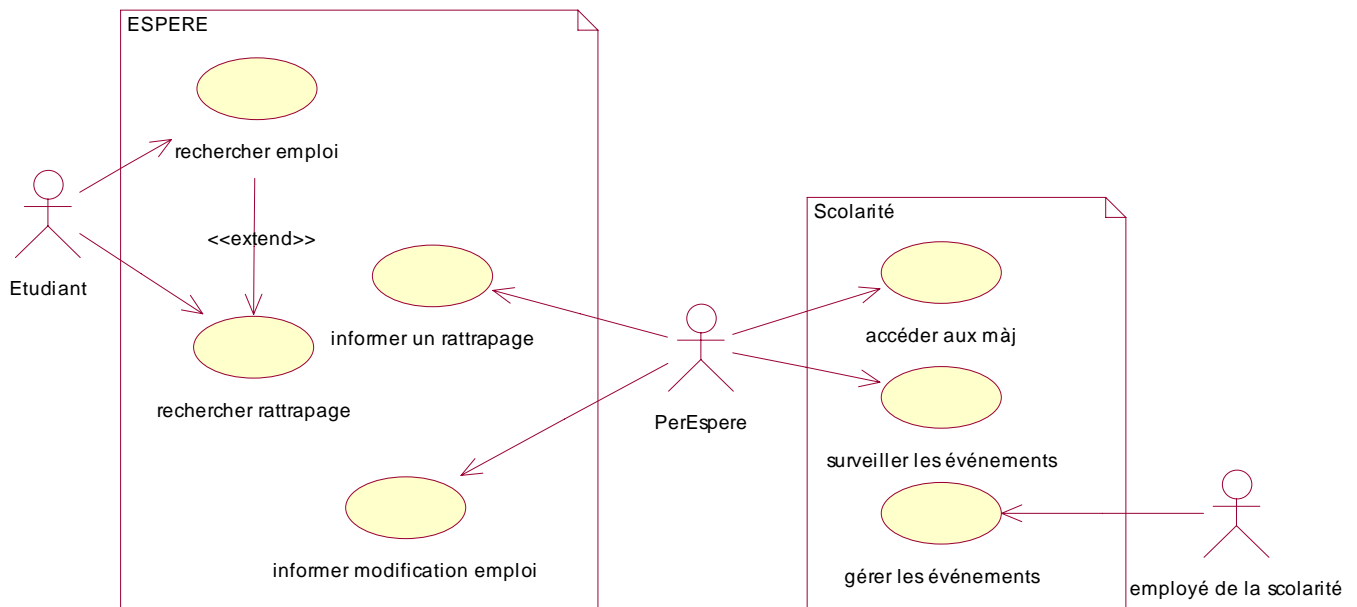 ESPERE
rechercher emploi
<<extend>>
Etudiant
informer un rattrapage
rechercher rattrapage
informer modification emploi
PerEspere
Scolarité
accéder aux màj
surveiller les événements
gérer les événements
employé de la scolarité